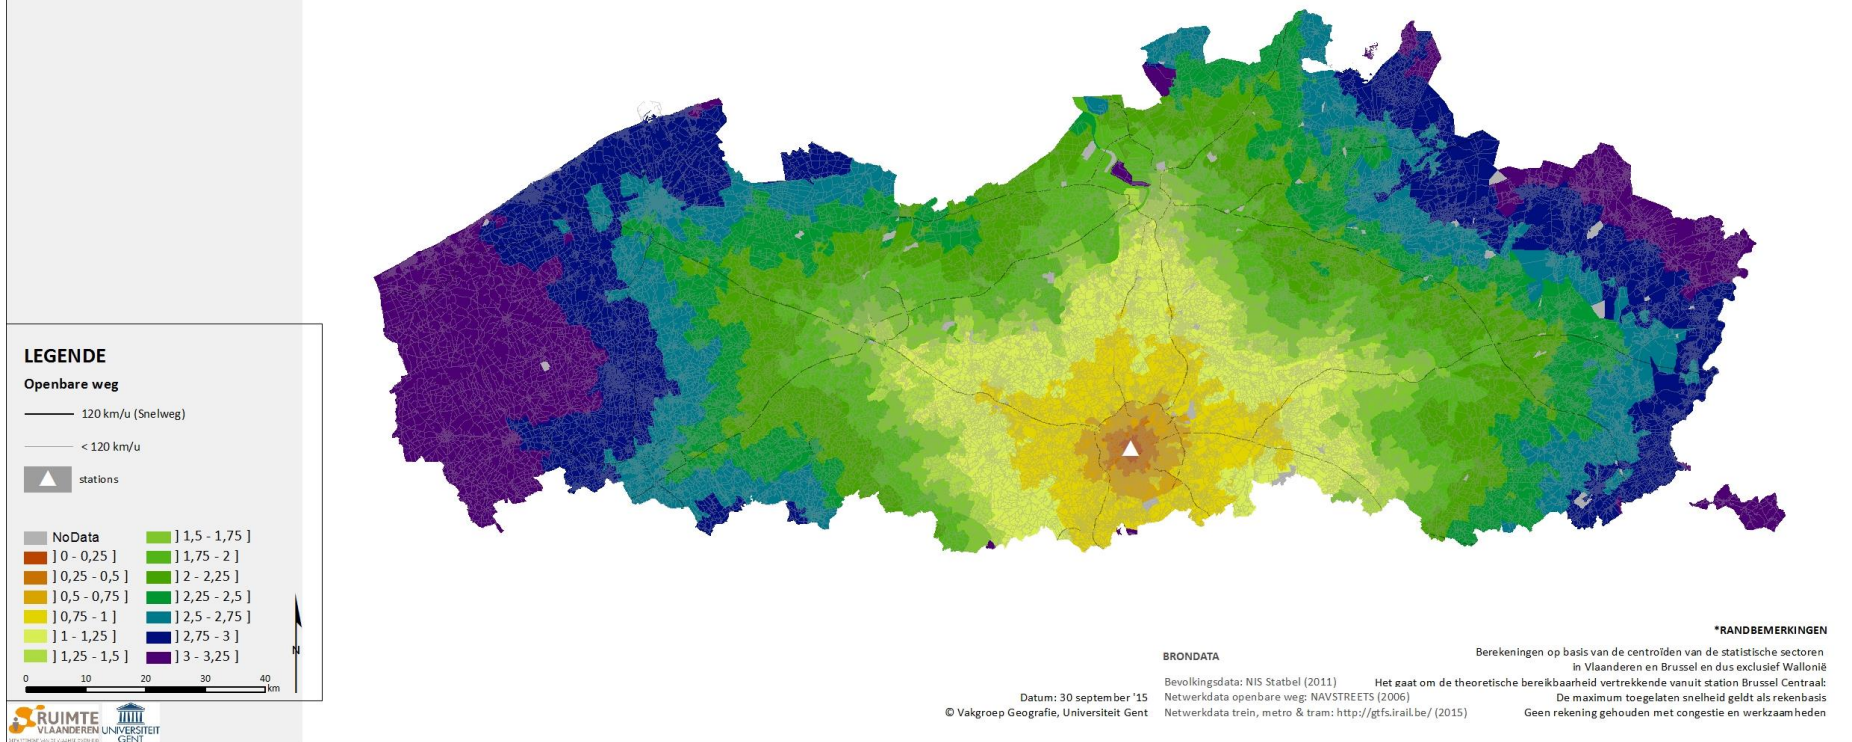 LEGENDE
Openbare weg
120 km/u (Snelweg)
< 120 km/u
stations
NoData
] 0 - 0,25 ]
] 0,25 - 0,5 ]
] 0,5 - 0,75 ]
] 0,75 - 1 ]
] 1 - 1,25 ]
] 1,25 - 1,5 ]
] 1,5 - 1,75 ]
] 1,75 - 2 ]
] 2 - 2,25 ]
] 2,25 - 2,5 ]
] 2,5 - 2,75 ]
] 2,75 - 3 ]
] 3 - 3,25 ]
N
0 10 20 30 40
km
RUIMTE
VLAANDEREN
UNIVERSITEIT
GENT
Datum: 30 september '15
© Vakgroep Geografie, Universiteit Gent
BRONDATA
Bevolkingsdata: NIS Statbel (2011)
Netwerkdata openbare weg: NAVSTREETS (2006)
Netwerkdata trein, metro & tram: http://gtfs.irail.be/ (2015)
*RANDBEMERKINGEN
Berekeningen op basis van de centroïden van de statistische sectoren
in Vlaanderen en Brussel en dus exclusief Wallonië
Het gaat om de theoretische bereikbaarheid vertrekkende vanuit station Brussel Centraal:
De maximum toegelaten snelheid geldt als rekenbasis
Geen rekening gehouden met congestie en werkzaamheden